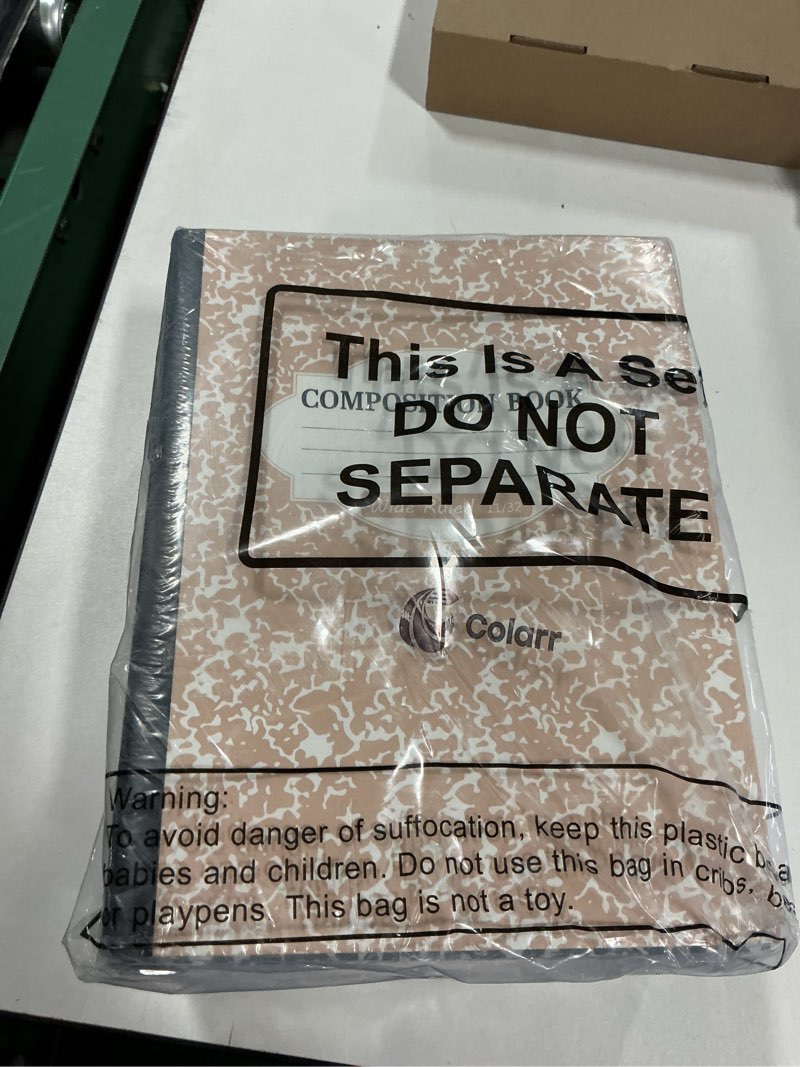 This Is A Se
COMPOSITION BOOK
DO NOT
SEPARATE
Wide Ruled 11/32
Colarr
Warning:
To avoid danger of suffocation, keep this plastic
babies and children. Do not use this bag in cribs,
or playpens. This bag is not a toy.